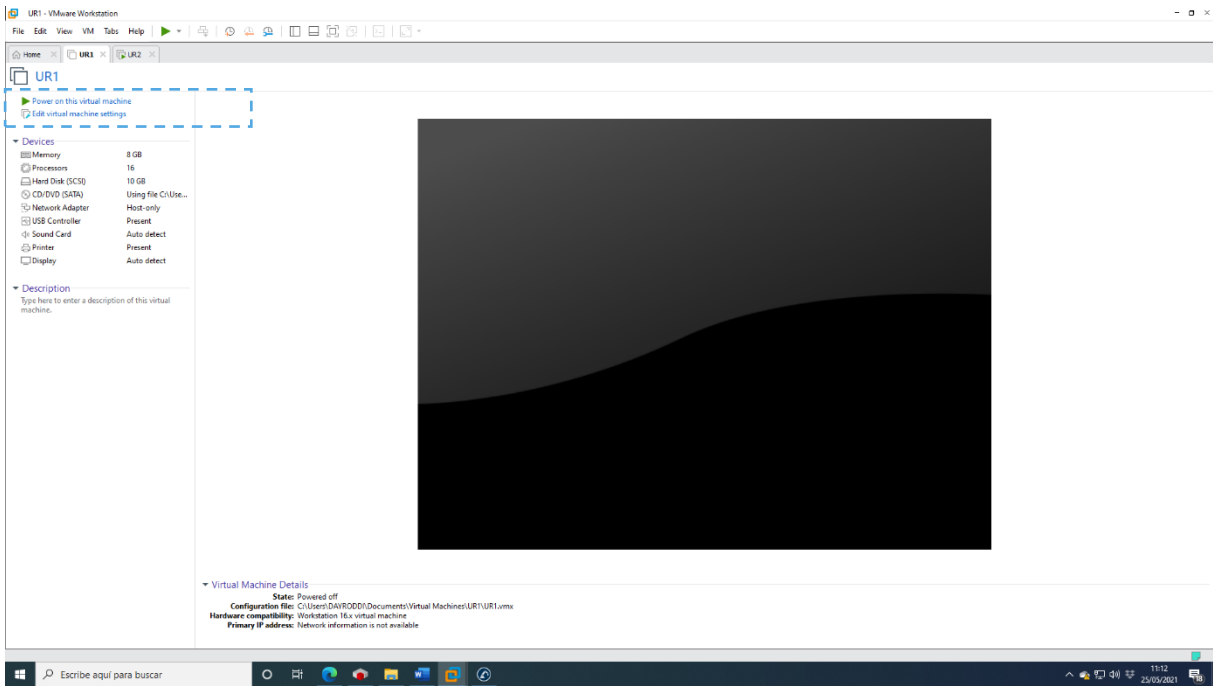 UR1 - VMware Workstation
File Edit View VM Tabs Help
Home UR1 UR2
UR1
Power on this virtual machine
Edit virtual machine settings
Devices
Memory 8 GB
Processors 16
Hard Disk (SCSI) 10 GB
CD/DVD (SATA) Using file C:\Use...
Network Adapter Host-only
USB Controller Present
Sound Card Auto detect
Printer Present
Display Auto detect
Description
Type here to enter a description of this virtual
machine.
Virtual Machine Details
State: Powered off
Configuration file: C:\Users\DAYRODDI\Documents\Virtual Machines\UR1\UR1.vmx
Hardware compatibility: Workstation 16.x virtual machine
Primary IP address: Network information is not available
Escribe aquí para buscar
11:12
25/05/2021
18